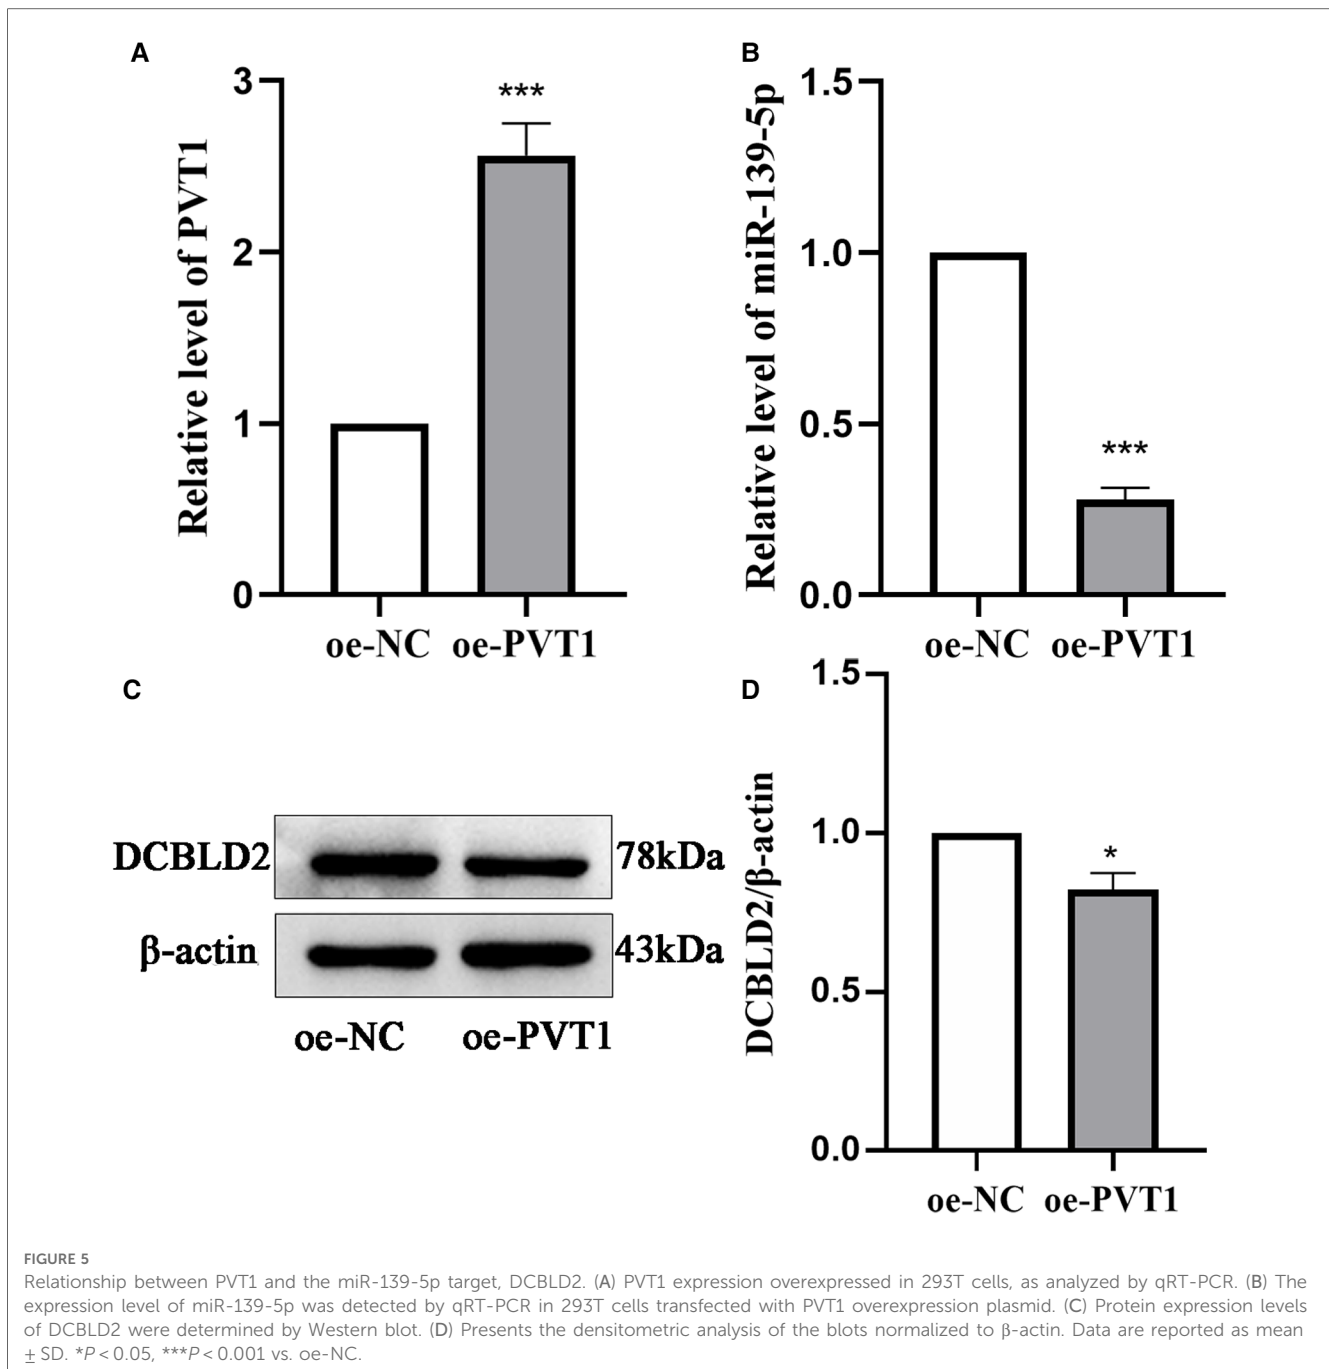 A
Relative level of PVT1
3
2
1
0
***
oe-NC oe-PVT1
B
Relative level of miR-139-5p
1.5
1.0
0.5
0.0
***
oe-NC oe-PVT1
C
DCBLD2 78kDa
β-actin 43kDa
oe-NC oe-PVT1
D
DCBLD2/β-actin
1.5
1.0
0.5
0.0
*
oe-NC oe-PVT1
FIGURE 5
Relationship between PVT1 and the miR-139-5p target, DCBLD2. (A) PVT1 expression overexpressed in 293T cells, as analyzed by qRT-PCR. (B) The
expression level of miR-139-5p was detected by qRT-PCR in 293T cells transfected with PVT1 overexpression plasmid. (C) Protein expression levels
of DCBLD2 were determined by Western blot. (D) Presents the densitometric analysis of the blots normalized to β-actin. Data are reported as mean
± SD. *P < 0.05, ***P < 0.001 vs. oe-NC.